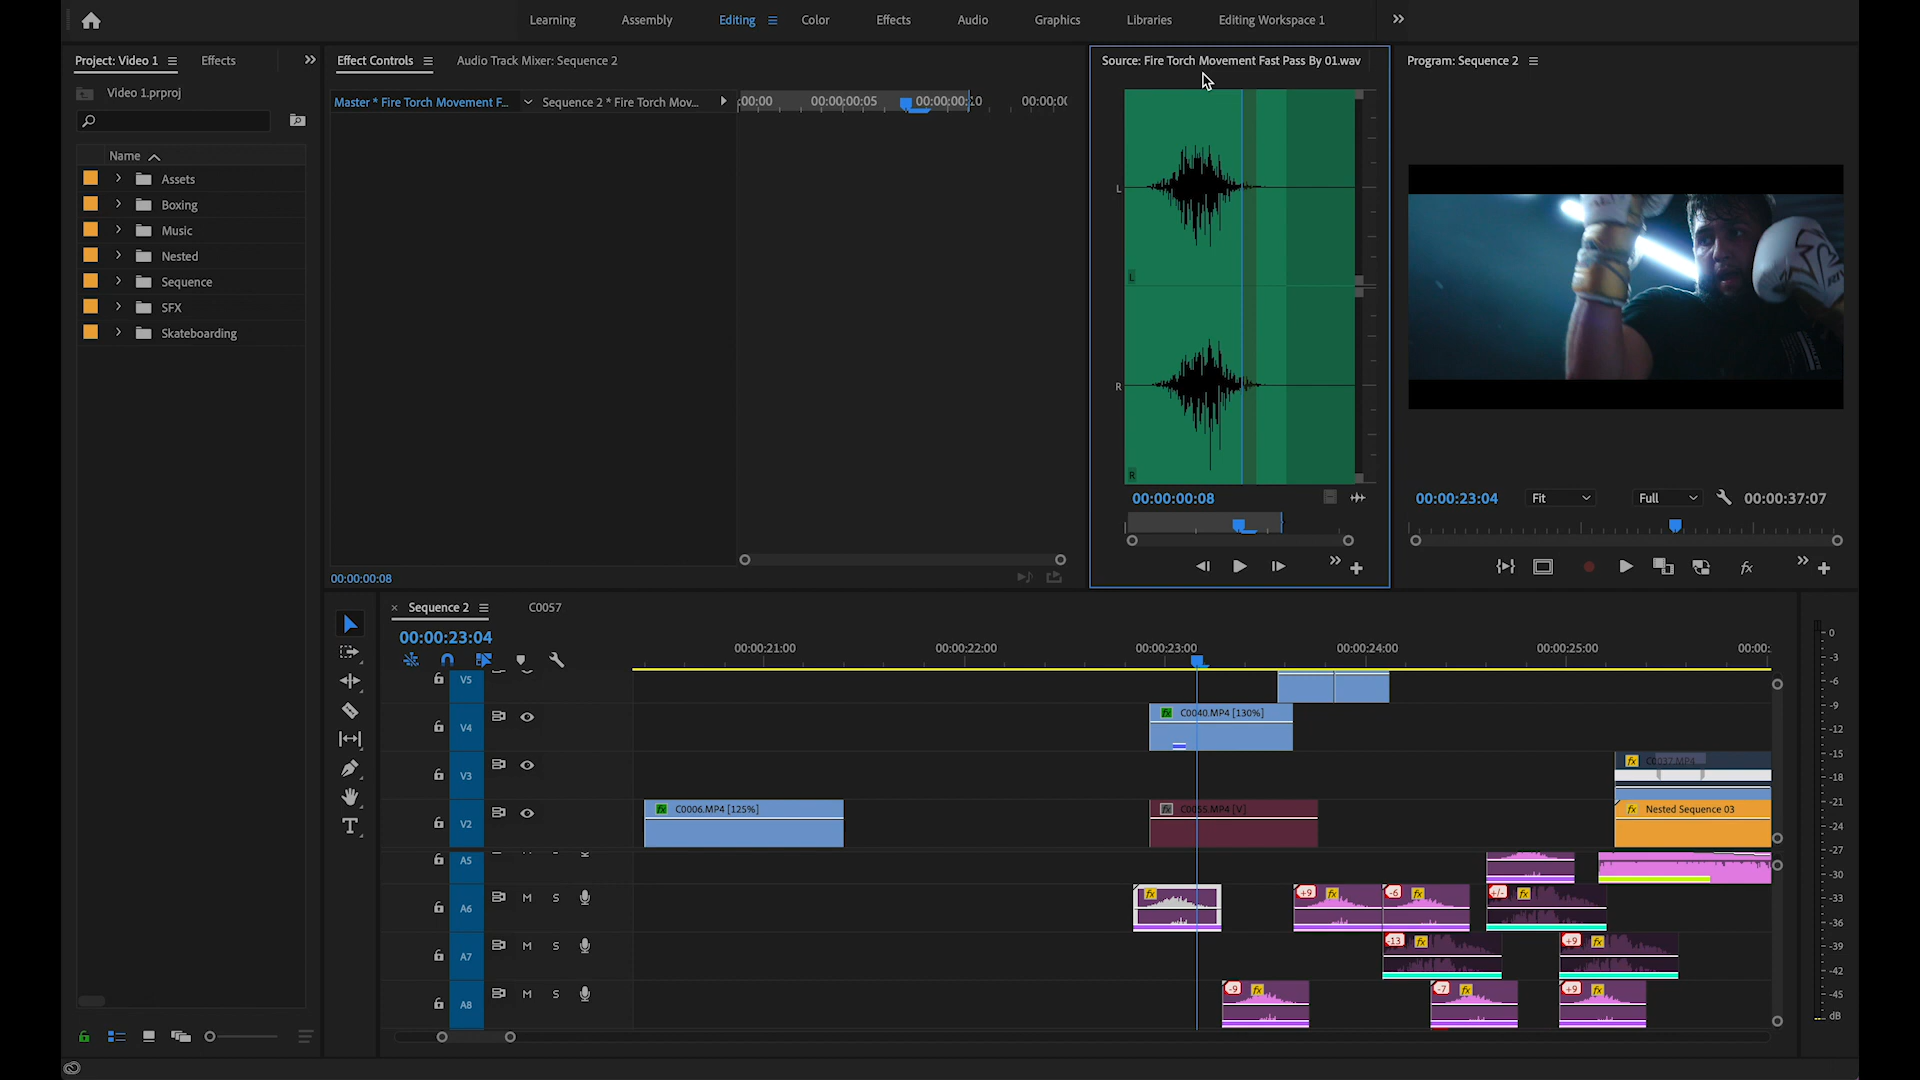 Learning Assembly Editing Color Effects Audio Graphics Libraries Editing Workspace 1
Project: Video 1 Effects
Video 1.prproj
Name
Assets
Boxing
Music
Nested
Sequence
SFX
Skateboarding
Effect Controls Audio Track Mixer: Sequence 2
Master * Fire Torch Movement F... Sequence 2 * Fire Torch Mov...
:00:00 00:00:00:05 00:00:00:10 00:00:0(
00:00:00:08
Source: Fire Torch Movement Fast Pass By 01.wav
L
L
R
R
00:00:00:08
Program: Sequence 2
00:00:23:04 Fit Full 00:00:37:07
Sequence 2 C0057
00:00:23:04
00:00:21:00 00:00:22:00 00:00:23:00 00:00:24:00 00:00:25:00 00:00:
V5
V4 C0040.MP4 [130%]
V3 C0037.MP4
V2 C0006.MP4 [125%] C0055.MP4 [V] Nested Sequence 03
A5
A6 M S +9 -6 +/-
A7 M S -13 +9
A8 M S -9 -7 +9
0
-3
-6
-9
-12
-15
-18
-21
-24
-27
-30
-33
-36
-39
-42
-45
dB